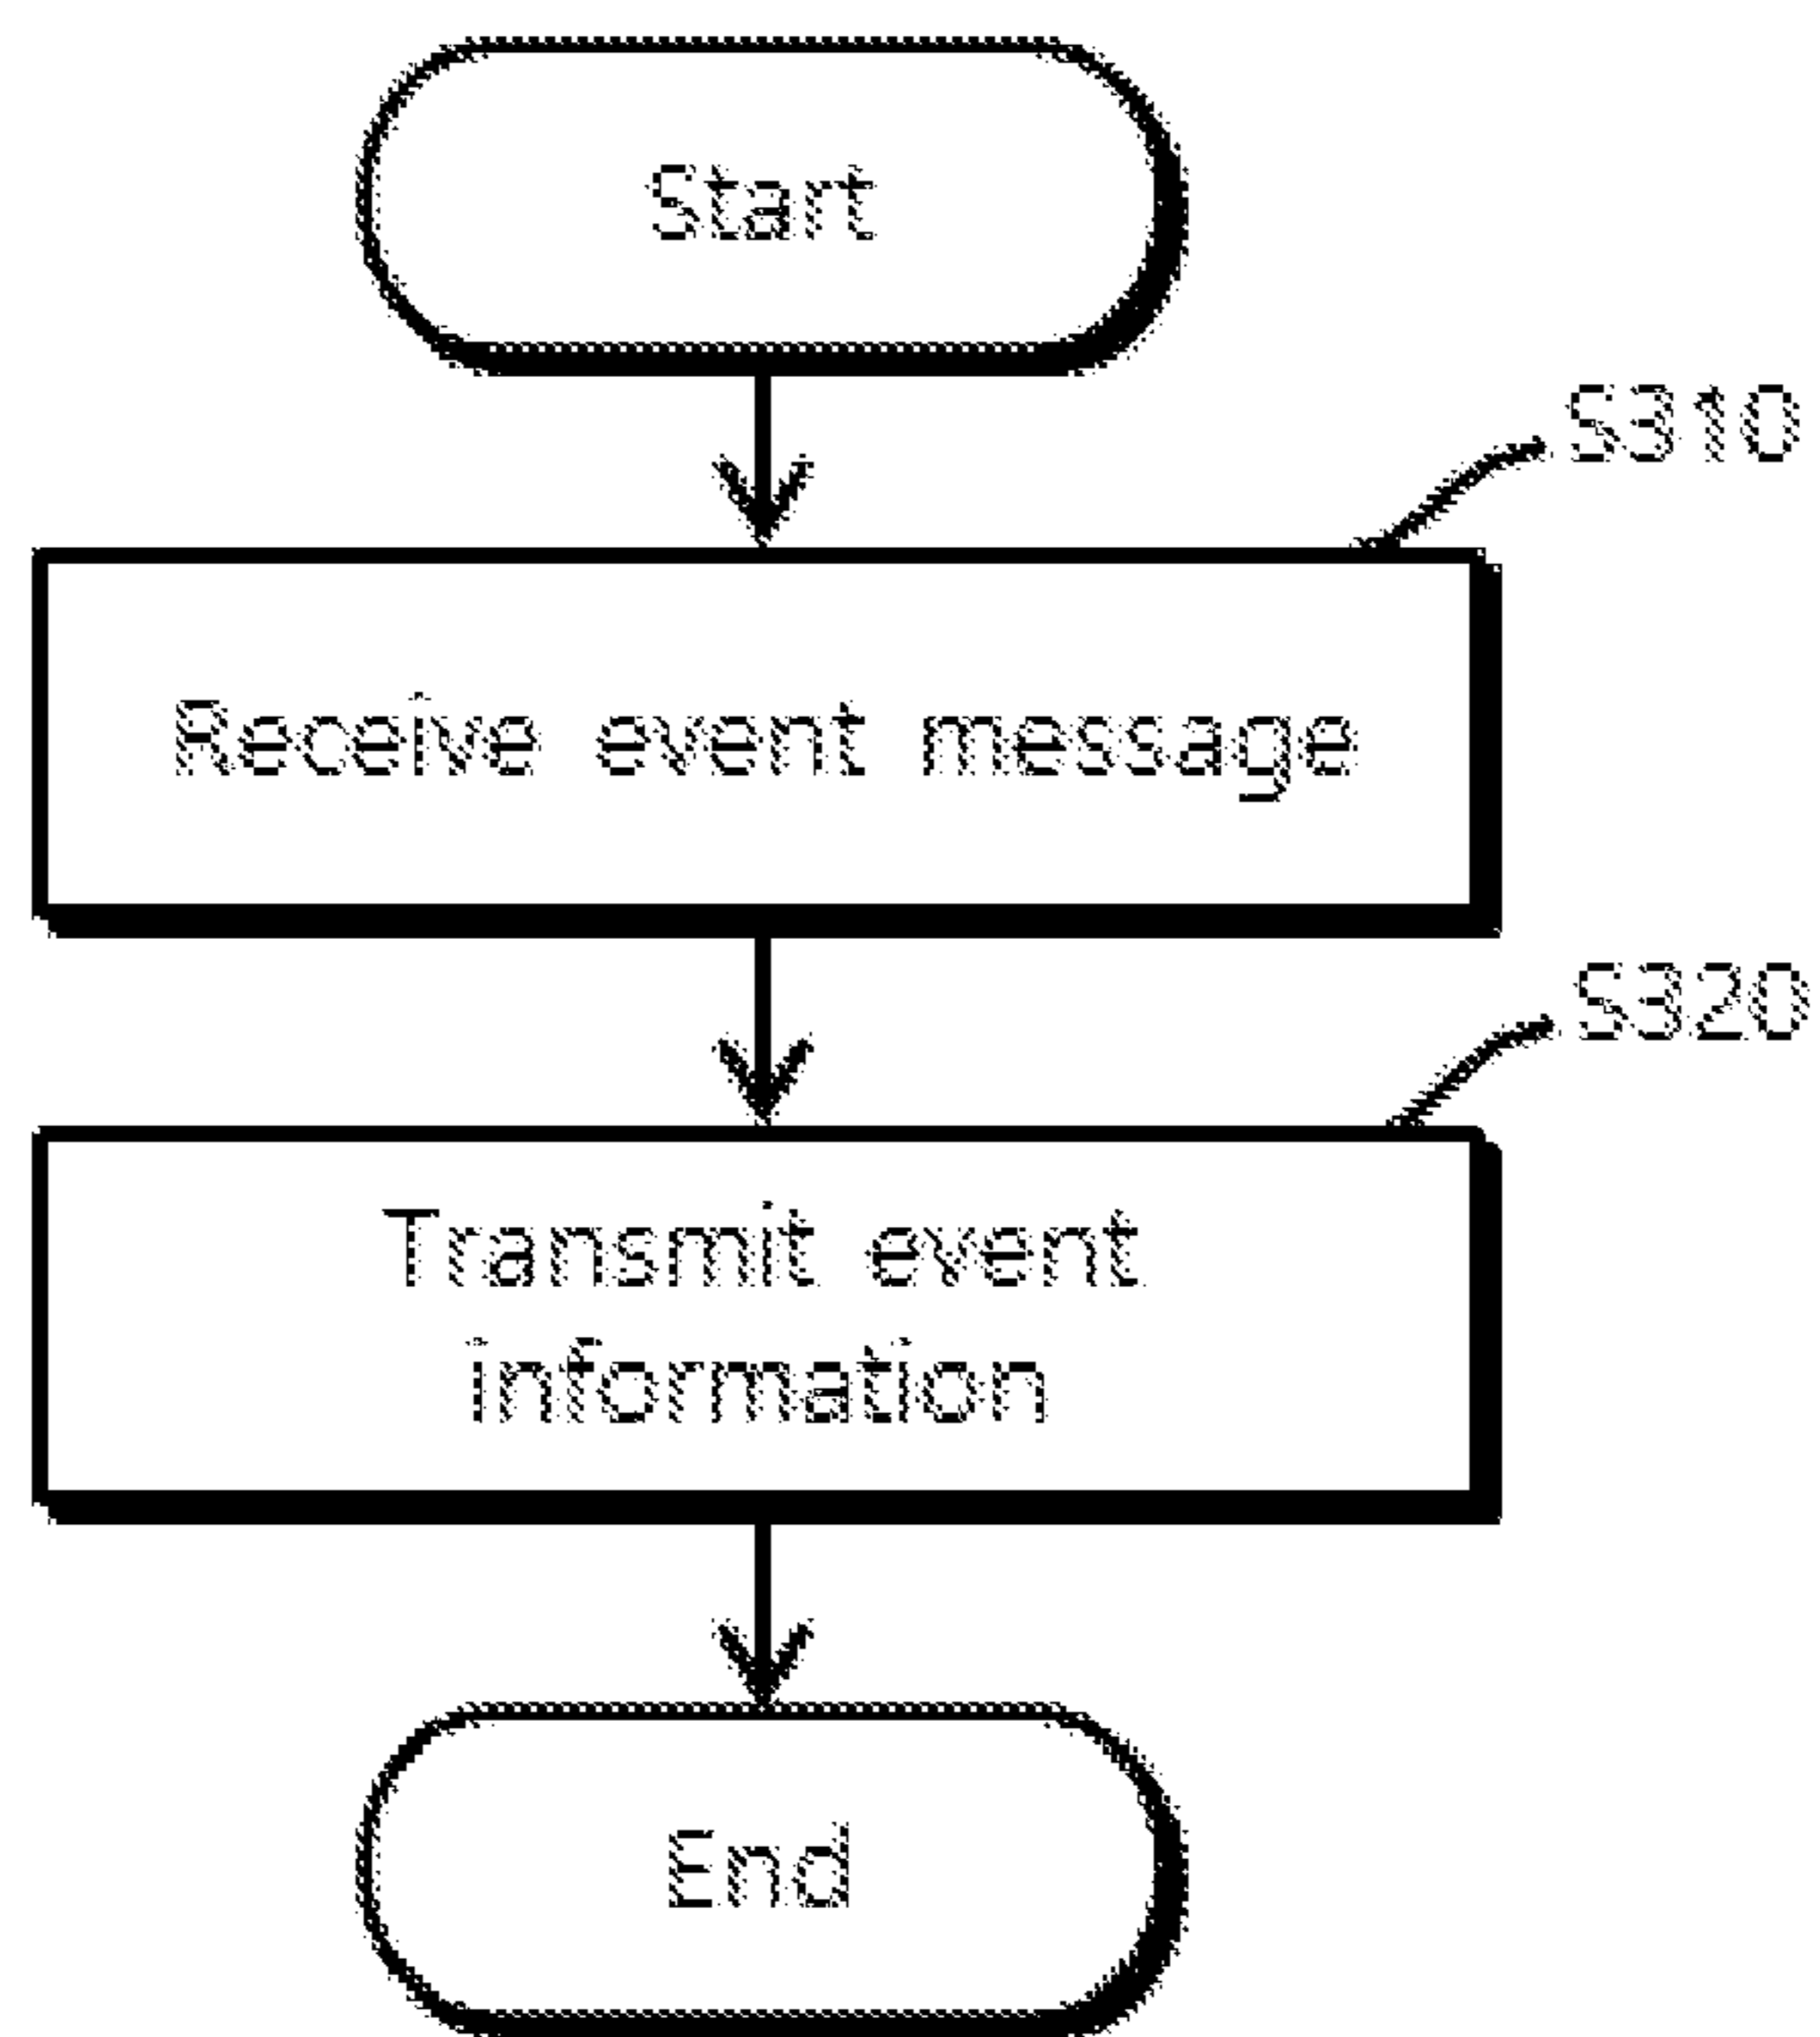 Start
S310
Receive event message
S320
Transmit event
information
End